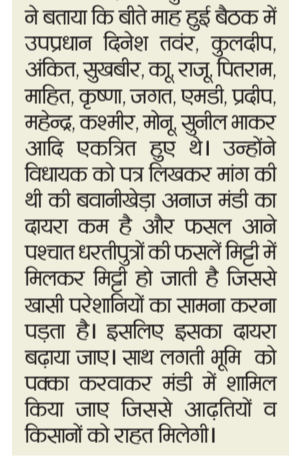 ने बताया कि बीते माह हुई बैठक में
उपप्रधान दिनेश तवंर, कुलदीप,
अंकित, सुखबीर, काू, राजू, पितराम,
माहित, कृष्णा, जगत, एमडी, प्रदीप,
महेन्द्र, कश्मीर, मोनू, सुनील भाकर
आदि एकत्रित हुए थे। उन्होंने
विधायक को पत्र लिखकर मांग की
थी की बवानीखेड़ा अनाज मंडी का
दायरा कम है और फसल आने
पश्चात धरतीपुत्रों की फसलें मिट्टी में
मिलकर मिट्टी हो जाती है जिससे
खासी परेशानियों का सामना करना
पड़ता है। इसलिए इसका दायरा
बढ़ाया जाए। साथ लगती भूमि को
पक्का करवाकर मंडी में शामिल
किया जाए जिससे आढ़तियों व
किसानों को राहत मिलेगी।